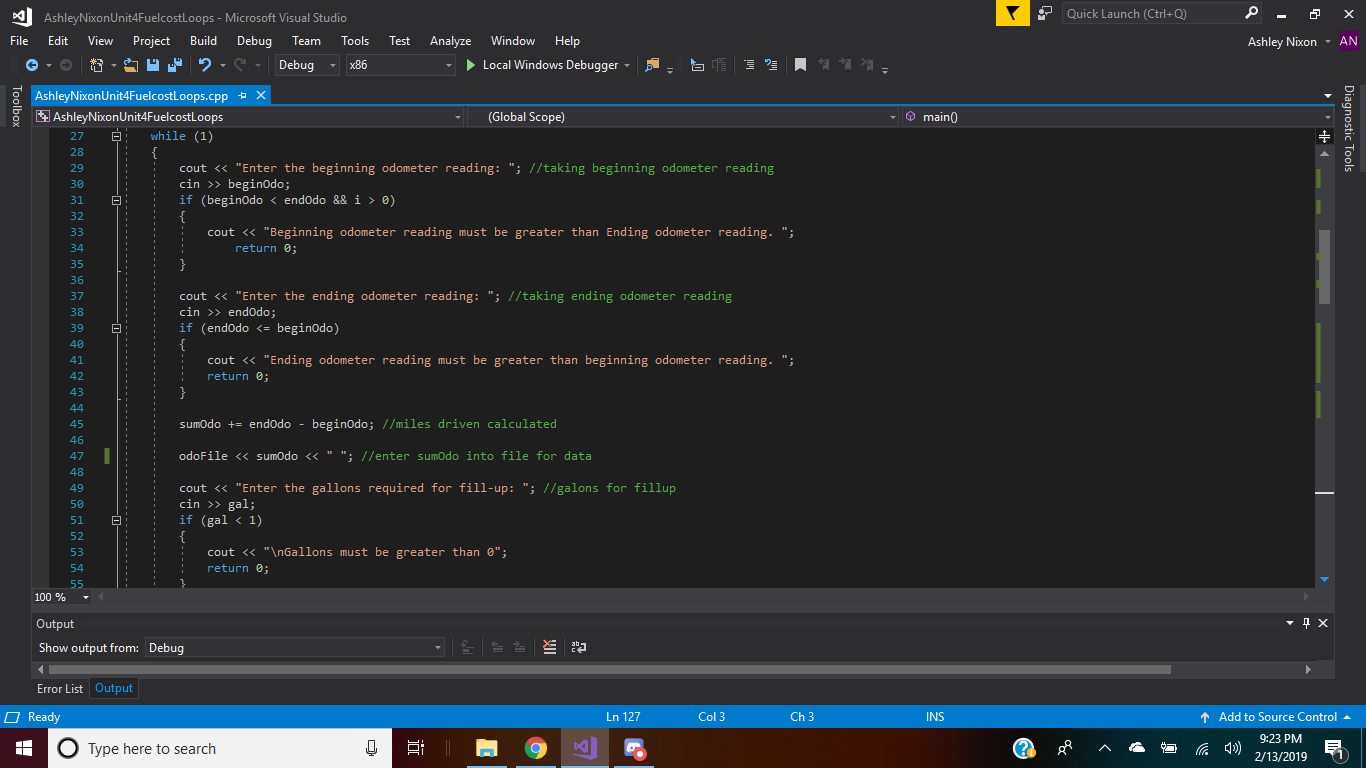 AshleyNixonUnit4FuelcostLoops - Microsoft Visual Studio
Quick Launch (Ctrl+Q)
File Edit View Project Build Debug Team Tools Test Analyze Window Help
Ashley Nixon AN
Debug x86 Local Windows Debugger
Toolbox
AshleyNixonUnit4FuelcostLoops.cpp
Diagnostic Tools
AshleyNixonUnit4FuelcostLoops (Global Scope) main()
27 while (1)
28 {
29 cout << "Enter the beginning odometer reading: "; //taking beginning odometer reading
30 cin >> beginOdo;
31 if (beginOdo < endOdo && i > 0)
32 {
33 cout << "Beginning odometer reading must be greater than Ending odometer reading. ";
34 return 0;
35 }
36
37 cout << "Enter the ending odometer reading: "; //taking ending odometer reading
38 cin >> endOdo;
39 if (endOdo <= beginOdo)
40 {
41 cout << "Ending odometer reading must be greater than beginning odometer reading. ";
42 return 0;
43 }
44
45 sumOdo += endOdo - beginOdo; //miles driven calculated
46
47 odoFile << sumOdo << " "; //enter sumOdo into file for data
48
49 cout << "Enter the gallons required for fill-up: "; //galons for fillup
50 cin >> gal;
51 if (gal < 1)
52 {
53 cout << "\nGallons must be greater than 0";
54 return 0;
55 }
100 %
Output
Show output from: Debug
Error List Output
Ready Ln 127 Col 3 Ch 3 INS Add to Source Control
Type here to search
9:23 PM
2/13/2019
1